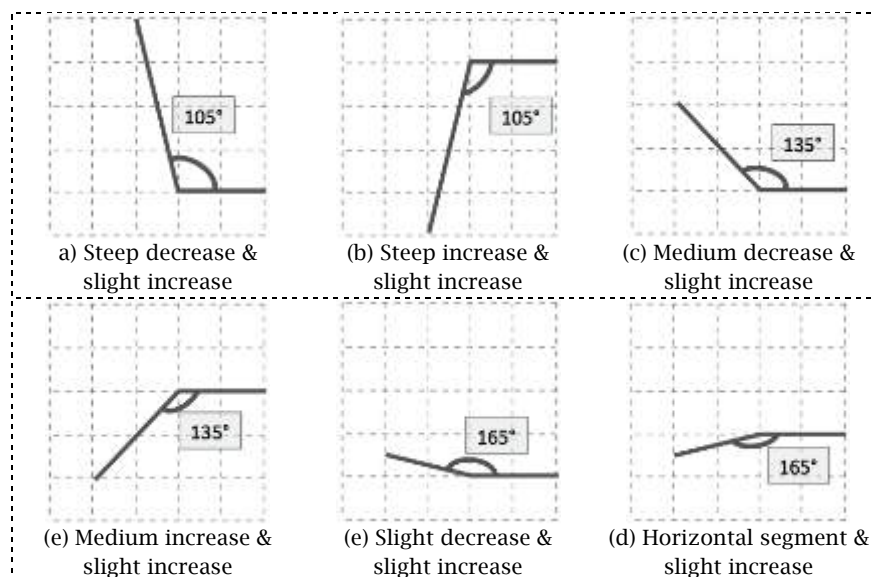 105°
105°
135°
a) Steep decrease &
slight increase
(b) Steep increase &
slight increase
(c) Medium decrease &
slight increase
135°
165°
165°
(e) Medium increase &
slight increase
(e) Slight decrease &
slight increase
(d) Horizontal segment &
slight increase